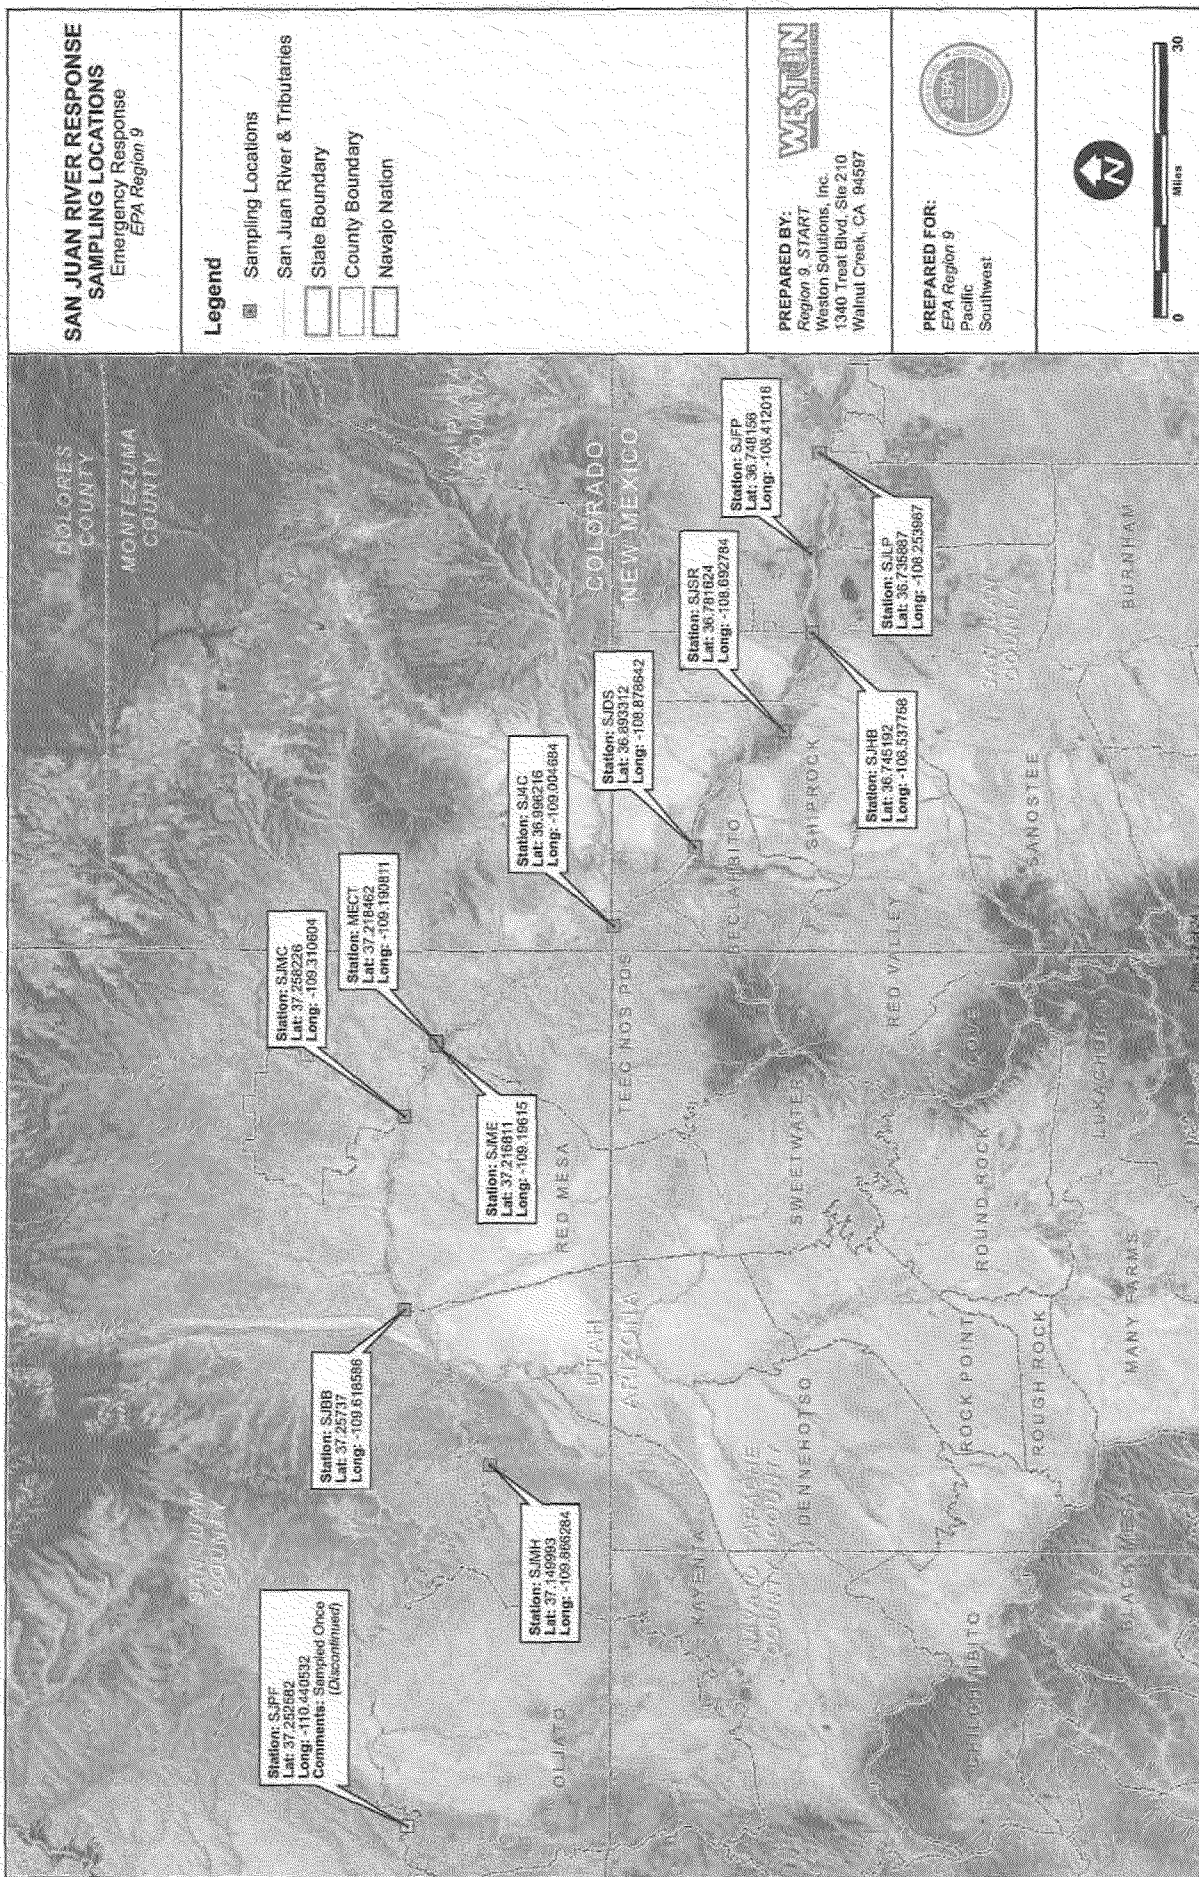 SAN JUAN RIVER RESPONSE
SAMPLING LOCATIONS
Emergency Response
EPA Region 9
Legend
Sampling Locations
San Juan River & Tributaries
State Boundary
County Boundary
Navajo Nation
PREPARED BY:
Region 9, START
Weston Solutions, Inc.
1340 Treat Blvd, Ste 210
Walnut Creek, CA 94597
WESTON
PREPARED FOR:
EPA Region 9
Pacific
Southwest
N
0
30
Miles
DOLORES
COUNTY
MONTEZUMA
COUNTY
LA PLATA
COUNTY
COLORADO
NEW MEXICO
Station: SJFP
Lat: 36.748156
Long: -108.412018
Station: SJLP
Lat: 36.735887
Long: -108.253987
Station: SJSR
Lat: 36.781624
Long: -108.692784
Station: SJHB
Lat: 36.745192
Long: -108.537768
Station: SJDS
Lat: 36.893312
Long: -108.878642
Station: SJ4C
Lat: 36.996216
Long: -109.004684
Station: MECT
Lat: 37.218462
Long: -109.190811
Station: SJMC
Lat: 37.258226
Long: -109.310604
Station: SJME
Lat: 37.216811
Long: -109.19615
Station: SJBB
Lat: 37.25737
Long: -109.618586
Station: SJMH
Lat: 37.149993
Long: -109.866284
Station: SJPF
Lat: 37.252582
Long: -110.440532
Comments: Sampled Once
(Discontinued)
SAN JUAN
COUNTY
BURNHAM
SAN JUAN
COUNTY
SANOSTEE
SHIPROCK
RED VALLEY
COVE
LUKACHUKAI
TEEC NOS POS
RED MESA
SWEETWATER
ROUND ROCK
MANY FARMS
UTAH
ARIZONA
ROCK POINT
ROUGH ROCK
DENNEHOTSO
NAVAJO
COUNTY
APACHE
COUNTY
KAYENTA
OLJATO
CHILCHINBITO
BLACK MESA